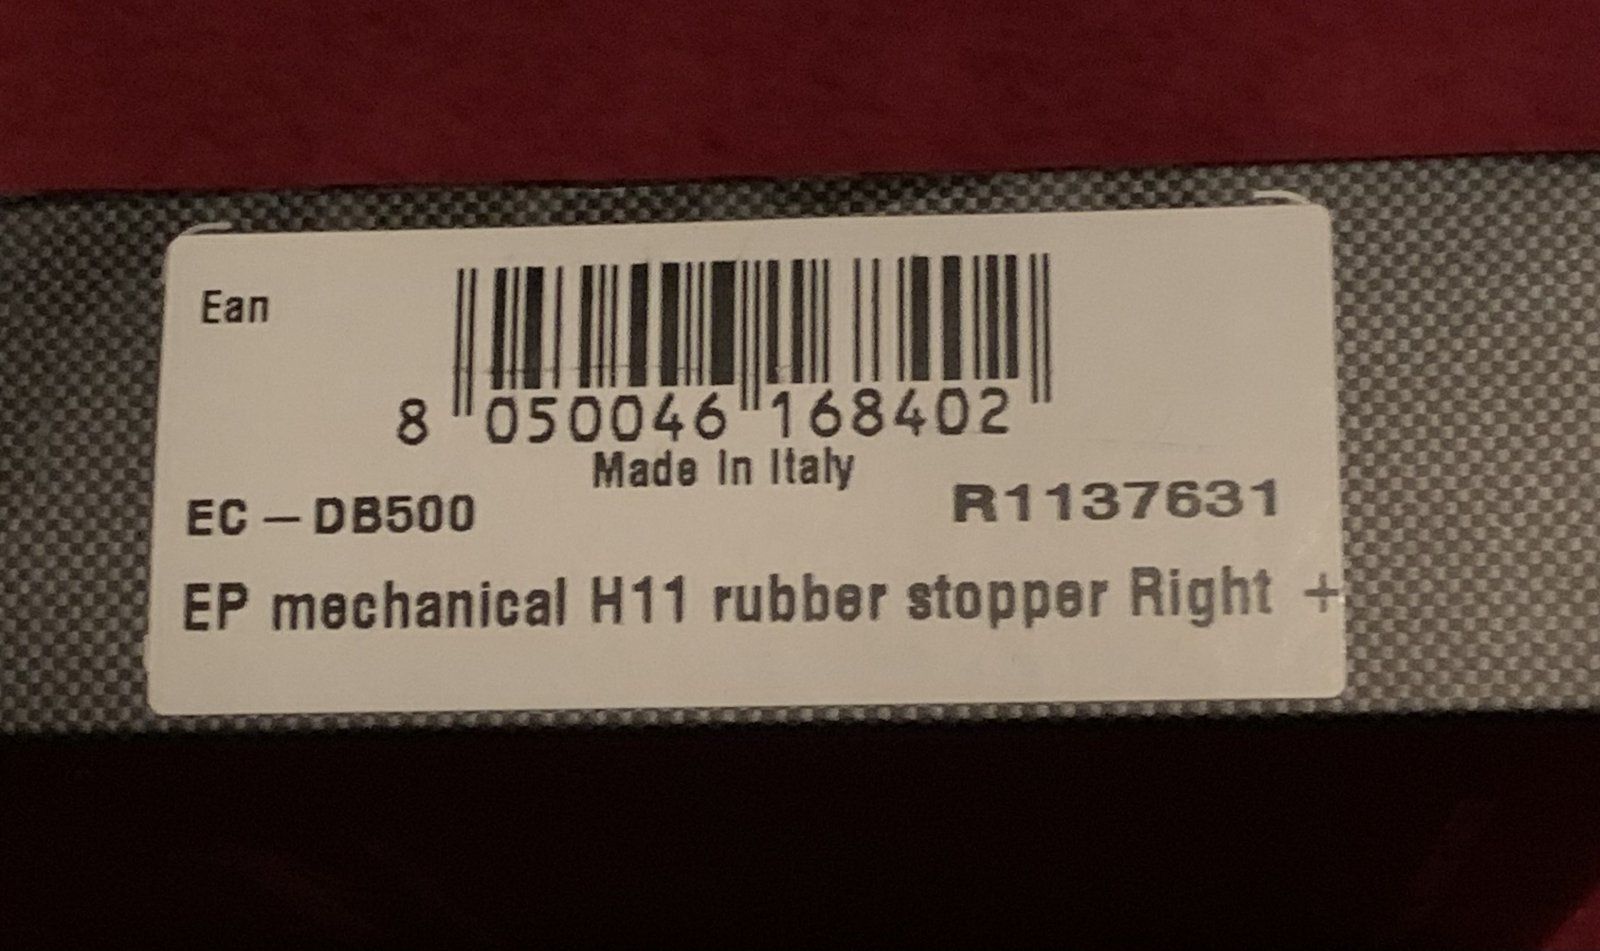 Ean
8 050046 168402
Made In Italy
EC – DB500 R1137631
EP mechanical H11 rubber stopper Right +